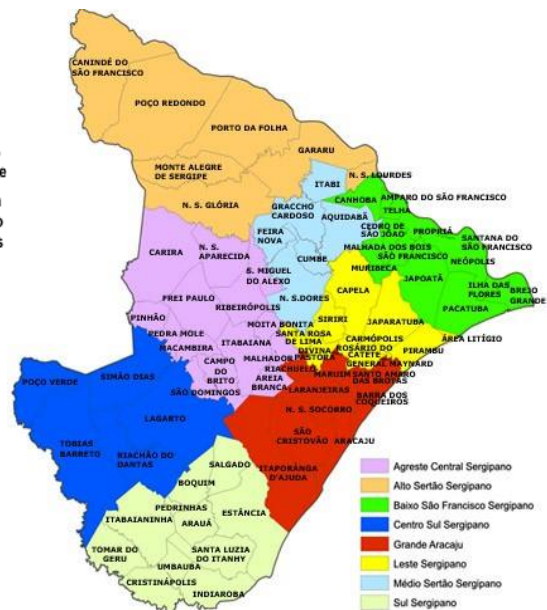 CANINDÉ DO
SÃO FRANCISCO
POÇO REDONDO
PORTO DA FOLHA
GARARU
MONTE ALEGRE
DE SERGIPE
N. S. LOURDES
ITABI
N. S. GLÓRIA
GRACCHO
CARDOSO
CANHOBA
AMPARO DO SÃO FRANCISCO
TELHA
AQUIDABÃ
CEDRO DE
SÃO JOÃO
PROPRIÁ
SANTANA DO
SÃO FRANCISCO
FEIRA
NOVA
MALHADA DOS BOIS
SÃO FRANCISCO
NEÓPOLIS
CARIRA
N. S.
APARECIDA
CUMBE
MURIBECA
S. MIGUEL
DO ALEXO
JAPOATÃ
ILHA DAS
FLORES
BREJO
GRANDE
CAPELA
PACATUBA
FREI PAULO
RIBEIRÓPOLIS
N. S.DORES
SIRIRI
JAPARATUBA
PINHÃO
MOITA BONITA
SANTA ROSA
DE LIMA
PEDRA MOLE
MACAMBIRA
ITABAIANA
DIVINA
PASTORA
CARMÓPOLIS
ROSÁRIO DO
CATETE
PIRAMBU
ÁREA LITÍGIO
CAMPO
DO
BRITO
MALHADOR
RIACHUELO
GENERAL MAYNARD
MARUIM
SANTO AMARO
DAS BROTAS
AREIA
BRANCA
LARANJEIRAS
BARRA DOS
COQUEIROS
POÇO VERDE
SIMÃO DIAS
SÃO DOMINGOS
LAGARTO
N. S. SOCORRO
SÃO
CRISTOVÃO
ARACAJU
TOBIAS
BARRETO
RIACHÃO DO
DANTAS
SALGADO
ITAPORANGA
D'AJUDA
BOQUIM
PEDRINHAS
ITABAIANINHA
ARAUÁ
ESTÂNCIA
TOMAR DO
GERU
SANTA LUZIA
DO ITANHY
UMBAUBA
CRISTINÁPOLIS
INDIAROBA
Agreste Central Sergipano
Alto Sertão Sergipano
Baixo São Francisco Sergipano
Centro Sul Sergipano
Grande Aracaju
Leste Sergipano
Médio Sertão Sergipano
Sul Sergipano